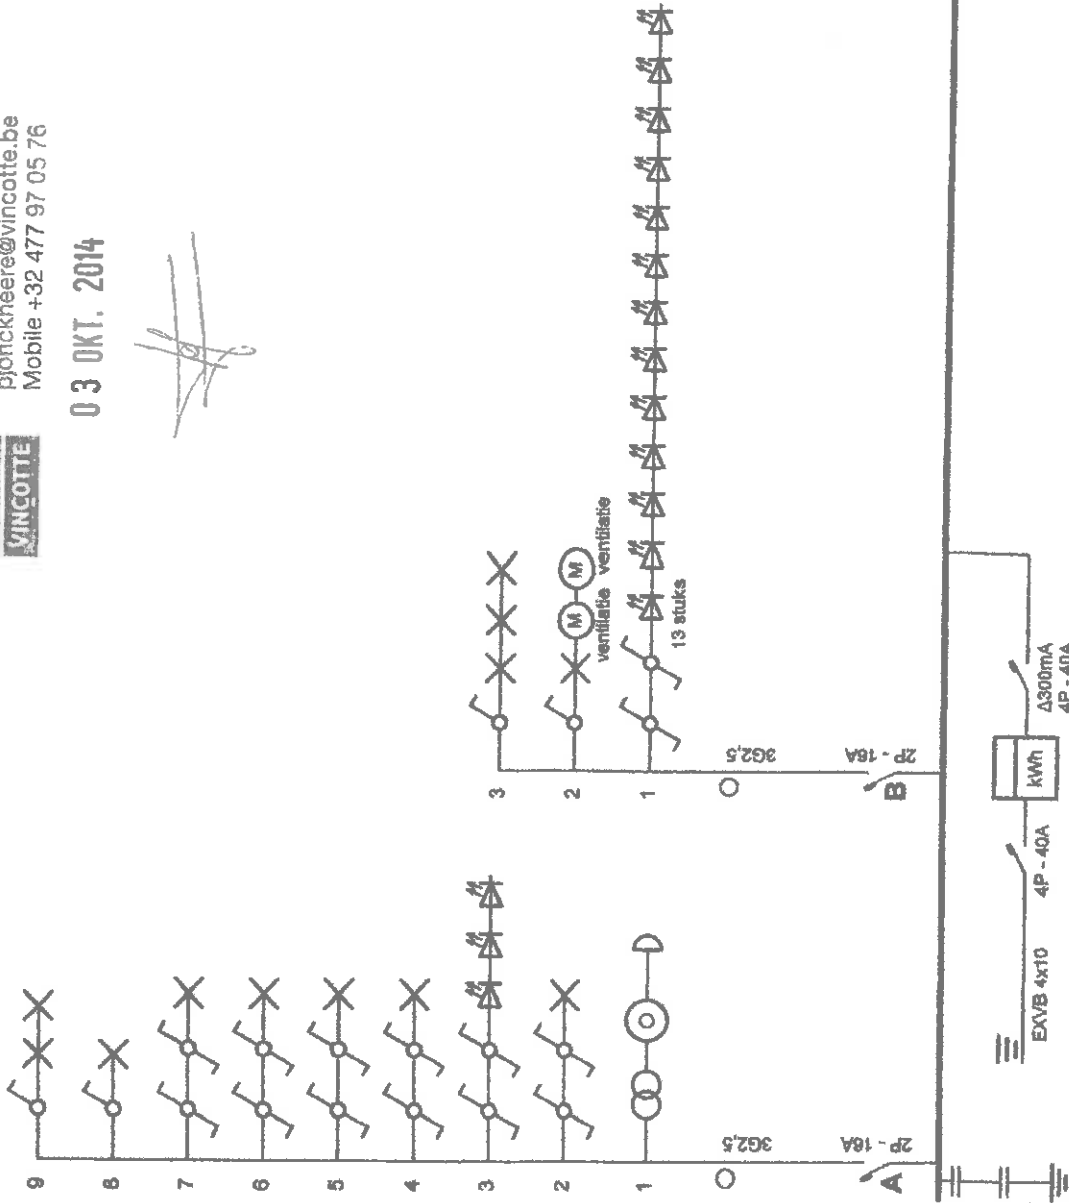 pjonckheere@vincotte.be
Mobile +32 477 97 05 76
VINÇOTTE
03 OKT. 2014
9
8
7
6
5
4
3
2
1
3G2,5
2P - 16A
A
3
2
1
ventilatie ventilatie
M
M
13 stuks
3G2,5
2P - 16A
B
EXVB 4x10
4P - 40A
kWh
Δ300mA
4P - 40A